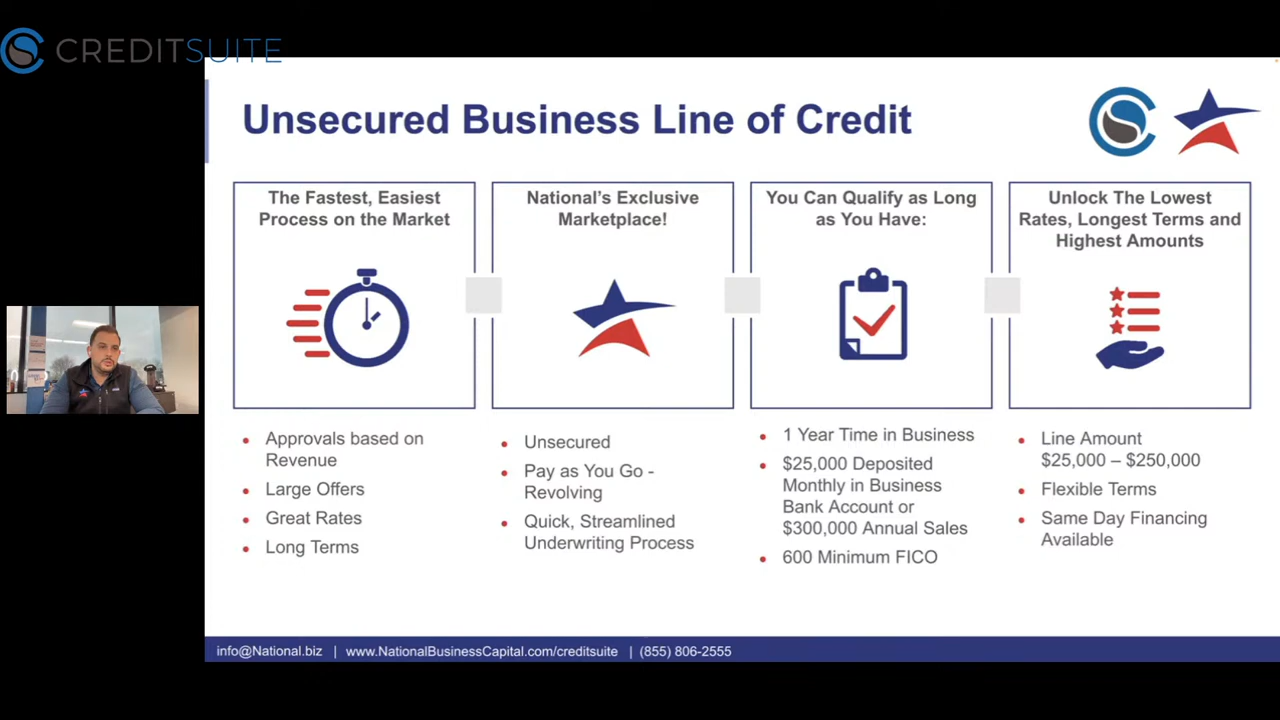 CREDITSUITE
Unsecured Business Line of Credit
The Fastest, Easiest
Process on the Market
National's Exclusive
Marketplace!
You Can Qualify as Long
as You Have:
Unlock The Lowest
Rates, Longest Terms and
Highest Amounts
Approvals based on
Revenue
Large Offers
Great Rates
Long Terms
Unsecured
Pay as You Go -
Revolving
Quick, Streamlined
Underwriting Process
1 Year Time in Business
$25,000 Deposited
Monthly in Business
Bank Account or
$300,000 Annual Sales
600 Minimum FICO
Line Amount
$25,000 – $250,000
Flexible Terms
Same Day Financing
Available
info@National.biz | www.NationalBusinessCapital.com/creditsuite | (855) 806-2555